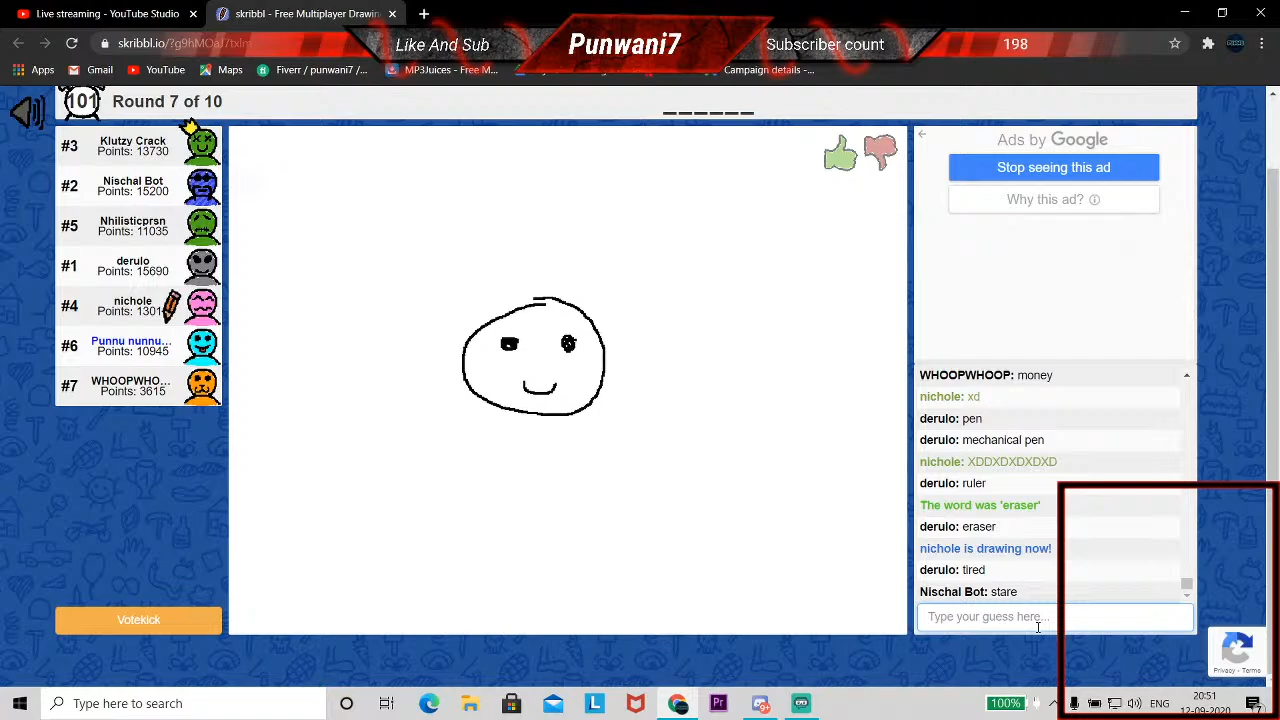 Live streaming - YouTube Studio
skribbl - Free Multiplayer Drawin
skribbl.io/?g9hMOaJ7txlm
Like And Sub
Punwani7
Subscriber count
198
Apps
Gmail
YouTube
Maps
Fiverr / punwani7 /...
MP3Juices - Free M...
Campaign details -...
101
Round 7 of 10
______
#3
Klutzy Crack
Points: 13730
#2
Nischal Bot
Points: 15200
#5
Nhilisticprsn
Points: 11035
#1
derulo
Points: 15690
#4
nichole
Points: 1301
#6
Punnu nunnu...
Points: 10945
#7
WHOOPWHO...
Points: 3615
Votekick
Ads by Google
Stop seeing this ad
Why this ad?
WHOOPWHOOP: money
nichole: xd
derulo: pen
derulo: mechanical pen
nichole: XDDXDXDXDXD
derulo: ruler
The word was 'eraser'
derulo: eraser
nichole is drawing now!
derulo: tired
Nischal Bot: stare
Type your guess here...
Privacy - Terms
Type here to search
L
Pr
9+
100%
ENG
20:51
12-09-2020
7